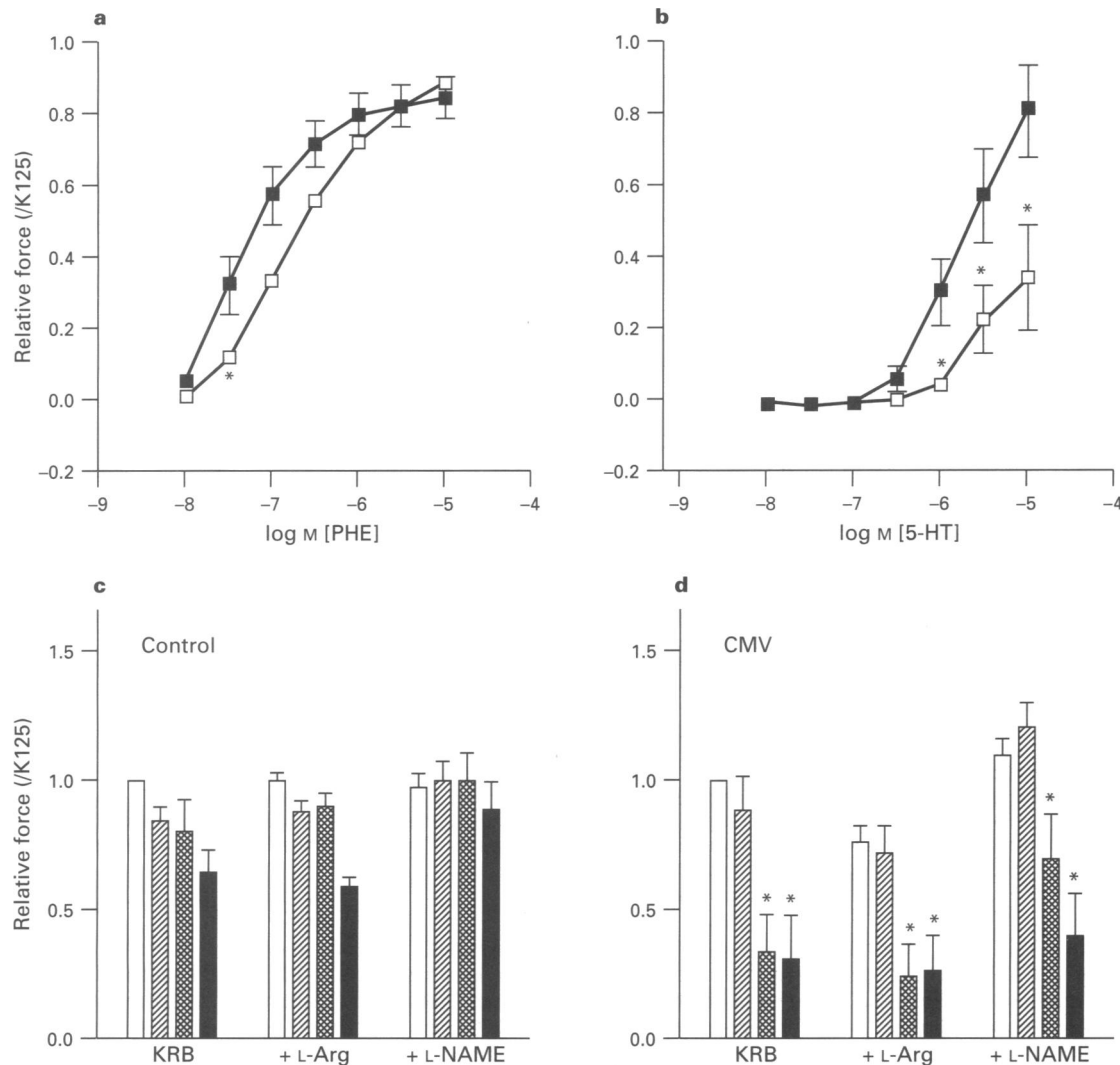 a
Relative force (/K125)
1.0
0.8
0.6
0.4
0.2
0.0
–0.2
*
–9
–8
–7
–6
–5
–4
log M [PHE]
b
1.0
0.8
0.6
0.4
0.2
0.0
–0.2
*
*
*
–9
–8
–7
–6
–5
–4
log M [5-HT]
c
Control
Relative force (/K125)
1.5
1.0
0.5
0.0
KRB
+ L-Arg
+ L-NAME
d
CMV
1.5
1.0
0.5
0.0
* *
* *
*
*
KRB
+ L-Arg
+ L-NAME